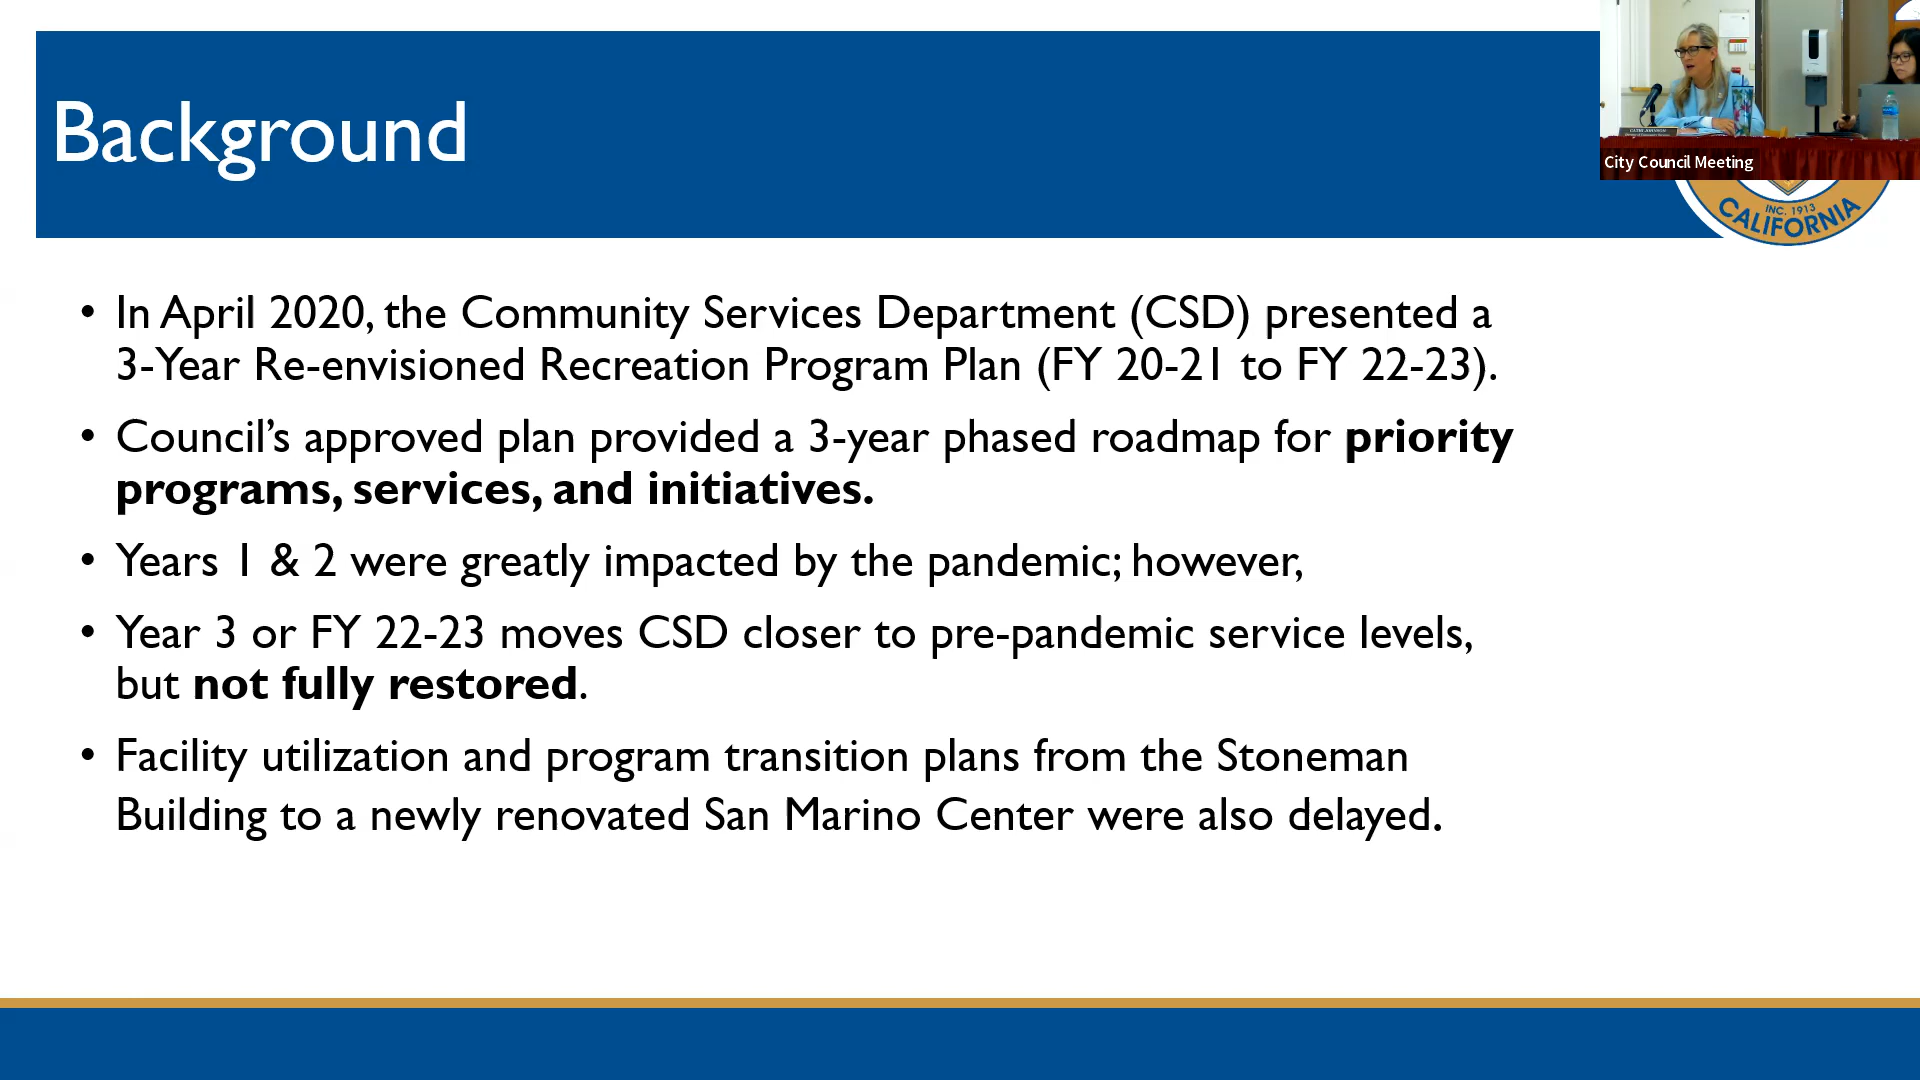 Background
City Council Meeting
INC. 1913
CALIFORNIA
• In April 2020, the Community Services Department (CSD) presented a
3-Year Re-envisioned Recreation Program Plan (FY 20-21 to FY 22-23).
• Council’s approved plan provided a 3-year phased roadmap for priority
programs, services, and initiatives.
• Years 1 & 2 were greatly impacted by the pandemic; however,
• Year 3 or FY 22-23 moves CSD closer to pre-pandemic service levels,
but not fully restored.
• Facility utilization and program transition plans from the Stoneman
Building to a newly renovated San Marino Center were also delayed.